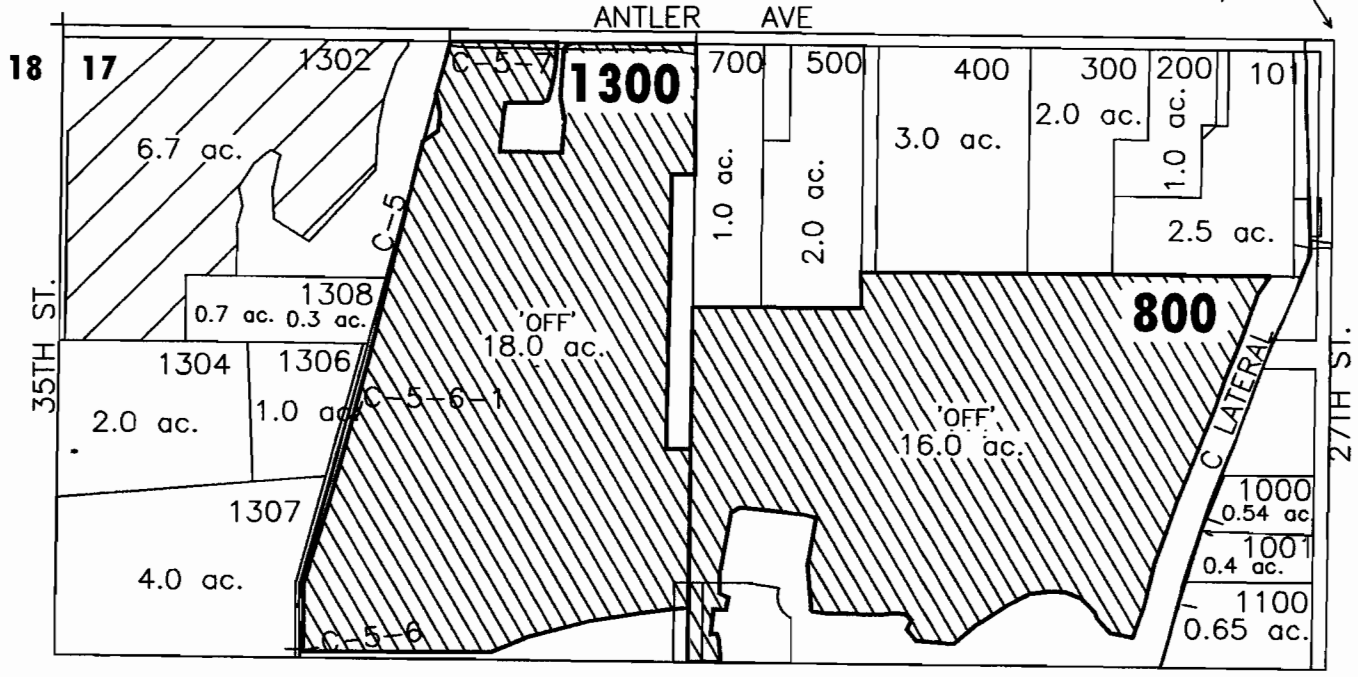 ANTLER AVE
18 17
1302
C-5-7
1300
700
500
400
300
200
101
6.7 ac.
1.0 ac.
2.0 ac.
3.0 ac.
2.0 ac.
1.0 ac.
2.5 ac.
C-5
1308
0.7 ac. 0.3 ac.
'OFF'
18.0 ac.
800
35TH ST.
1304
1306
2.0 ac.
1.0 ac.
C-5-6-1
'OFF'
16.0 ac.
C LATERAL
27TH ST.
1307
4.0 ac.
C-5-6
1000
0.54 ac
1001
0.4 ac.
1100
0.65 ac.